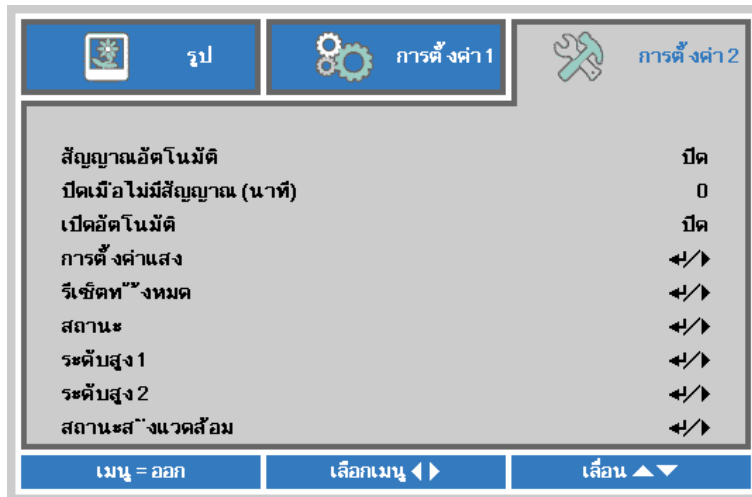 รูป
การตั้งค่า 1
การตั้งค่า 2
สัญญาณอัตโนมัติ ปิด
ปิดเมื่อไม่มีสัญญาณ (นาที) 0
เปิดอัตโนมัติ ปิด
การตั้งค่าแสง
รีเซ็ตทั้งหมด
สถานะ
ระดับสูง 1
ระดับสูง 2
สถานะสิ่งแวดล้อม
เมนู = ออก
เลือกเมนู
เลื่อน